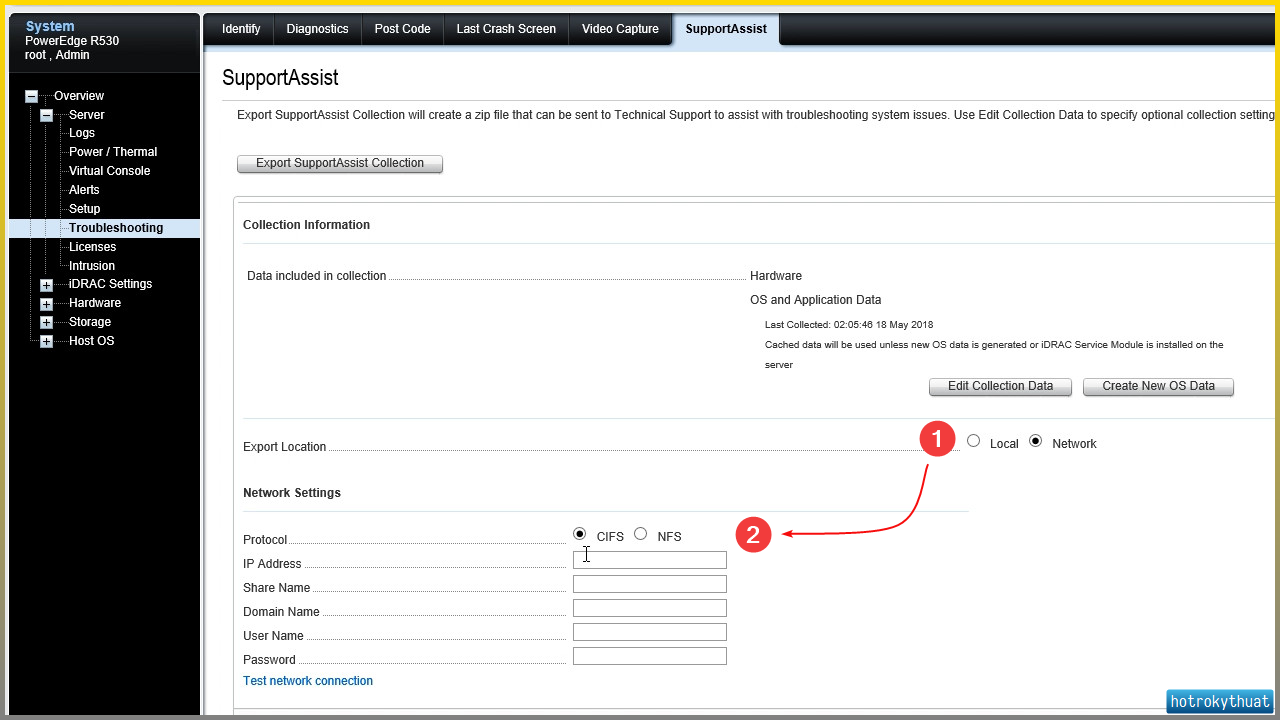 System
PowerEdge R530
root , Admin
Overview
Server
Logs
Power / Thermal
Virtual Console
Alerts
Setup
Troubleshooting
Licenses
Intrusion
iDRAC Settings
Hardware
Storage
Host OS
Identify
Diagnostics
Post Code
Last Crash Screen
Video Capture
SupportAssist
SupportAssist
Export SupportAssist Collection will create a zip file that can be sent to Technical Support to assist with troubleshooting system issues. Use Edit Collection Data to specify optional collection setting
Export SupportAssist Collection
Collection Information
Data included in collection
Hardware
OS and Application Data
Last Collected: 02:05:46 18 May 2018
Cached data will be used unless new OS data is generated or iDRAC Service Module is installed on the
server
Edit Collection Data
Create New OS Data
Export Location
1
Local
Network
Network Settings
Protocol
CIFS
NFS
2
IP Address
Share Name
Domain Name
User Name
Password
Test network connection
hotrokythuat